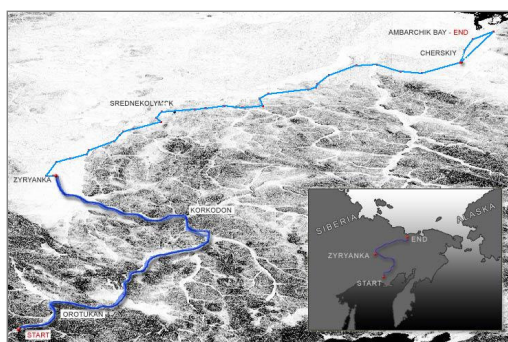 AMBARCHIK BAY - END
CHERSKIY
SREDNEKOLYMSK
ZYRYANKA
KORKODON
OROTUKAN
START
SIBERIA
ALASKA
END
ZYRYANKA
START